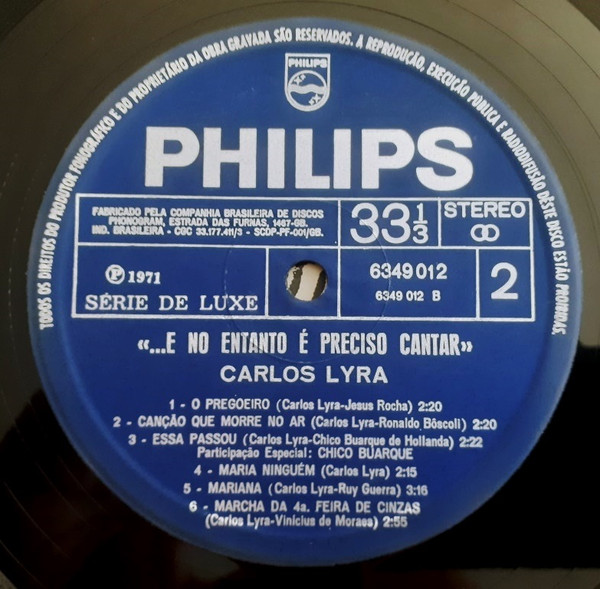 TODOS OS DIREITOS DO PRODUTOR FONOGRÁFICO E DO PROPRIETÁRIO DA OBRA GRAVADA SÃO RESERVADOS. A REPRODUÇÃO, EXECUÇÃO PÚBLICA E RADIODIFUSÃO DÊSTE DISCO ESTÃO PROIBIDAS.
PHILIPS
PHILIPS
FABRICADO PELA COMPANHIA BRASILEIRA DE DISCOS
PHONOGRAM, ESTRADA DAS FURNAS, 1467-GB.
IND. BRASILEIRA - CGC 33.177.411/3 - SCDP-PF-001/GB.
33 1/3
STEREO
Ⓟ 1971
SÉRIE DE LUXE
6349 012
6349 012 B
2
«...E NO ENTANTO É PRECISO CANTAR»
CARLOS LYRA
1 - O PREGOEIRO (Carlos Lyra-Jesus Rocha) 2:20
2 - CANÇÃO QUE MORRE NO AR (Carlos Lyra-Ronaldo Bôscoli) 2:20
3 - ESSA PASSOU (Carlos Lyra-Chico Buarque de Hollanda) 2:22
Participação Especial: CHICO BUARQUE
4 - MARIA NINGUÉM (Carlos Lyra) 2:15
5 - MARIANA (Carlos Lyra-Ruy Guerra) 3:16
6 - MARCHA DA 4a. FEIRA DE CINZAS
(Carlos Lyra-Vinícius de Moraes) 2:55